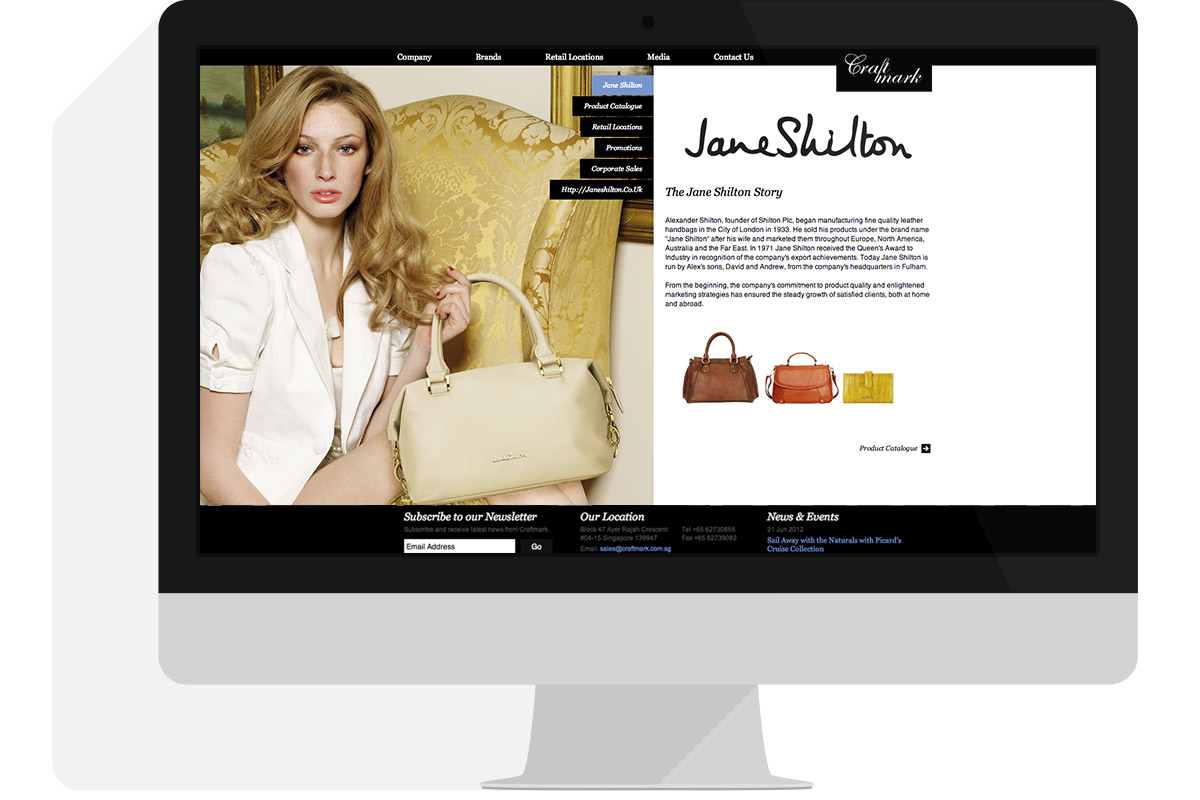 Company Brands Retail Locations Media Contact Us
Craft
mark
Jane Shilton
Product Catalogue
Retail Locations
Promotions
Corporate Sales
Http://Janeshilton.Co.Uk
JaneShilton
The Jane Shilton Story
Alexander Shilton, founder of Shilton Plc, began manufacturing fine quality leather
handbags in the City of London in 1933. He sold his products under the brand name
"Jane Shilton" after his wife and marketed them throughout Europe, North America,
Australia and the Far East. In 1971 Jane Shilton received the Queen's Award to
Industry in recognition of the company's export achievements. Today Jane Shilton is
run by Alex's sons, David and Andrew, from the company's headquarters in Fulham.
From the beginning, the company's commitment to product quality and enlightened
marketing strategies has ensured the steady growth of satisfied clients, both at home
and abroad.
JaneShilton
Product Catalogue
Subscribe to our Newsletter
Subscribe and receive latest news from Craftmark.
Email Address Go
Our Location
Block 47 Ayer Rajah Crescent
#04-15 Singapore 139947
Email: sales@craftmark.com.sg
Tel +65 62730855
Fax +65 62739082
News & Events
21 Jun 2012
Sail Away with the Naturals with Picard's
Cruise Collection